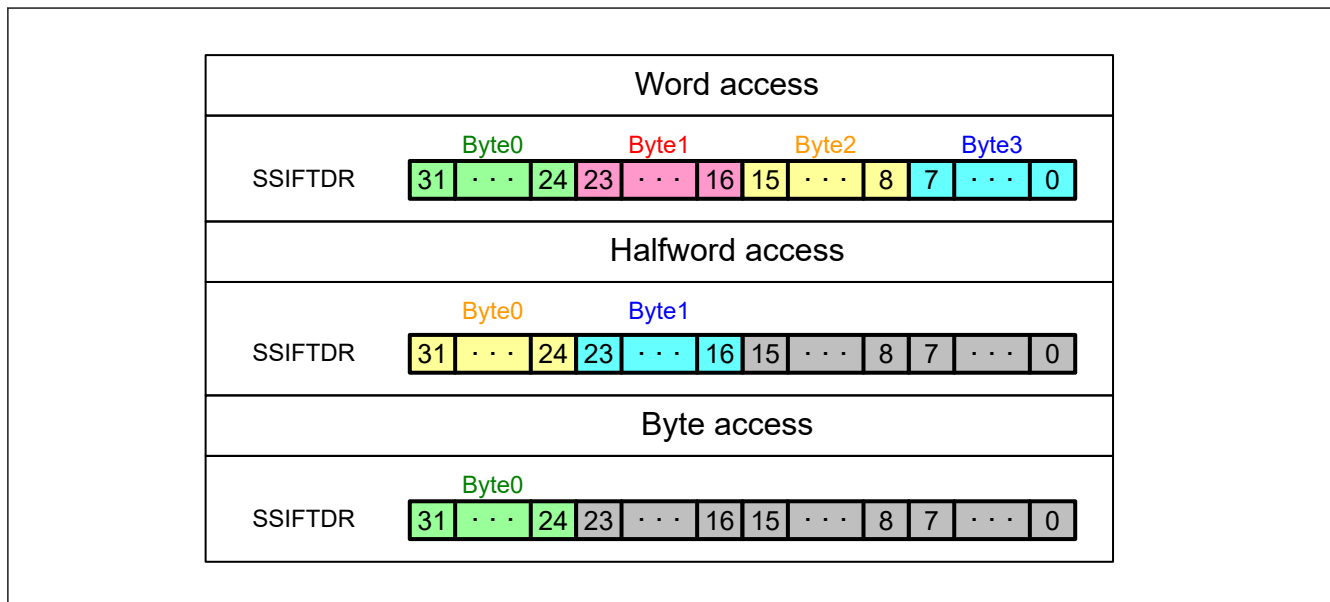 Word access
Byte0 Byte1 Byte2 Byte3
SSIFTDR 31 ··· 24 23 ··· 16 15 ··· 8 7 ··· 0
Halfword access
Byte0 Byte1
SSIFTDR 31 ··· 24 23 ··· 16 15 ··· 8 7 ··· 0
Byte access
Byte0
SSIFTDR 31 ··· 24 23 ··· 16 15 ··· 8 7 ··· 0